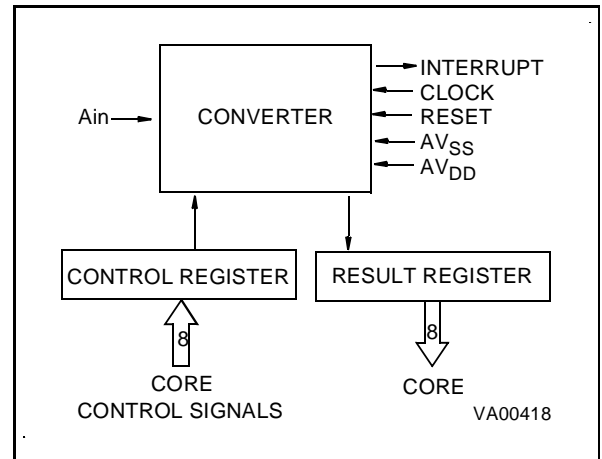 INTERRUPT
CLOCK
Ain
CONVERTER
RESET
AVSS
AVDD
CONTROL REGISTER
RESULT REGISTER
8
8
CORE
CONTROL SIGNALS
CORE
VA00418